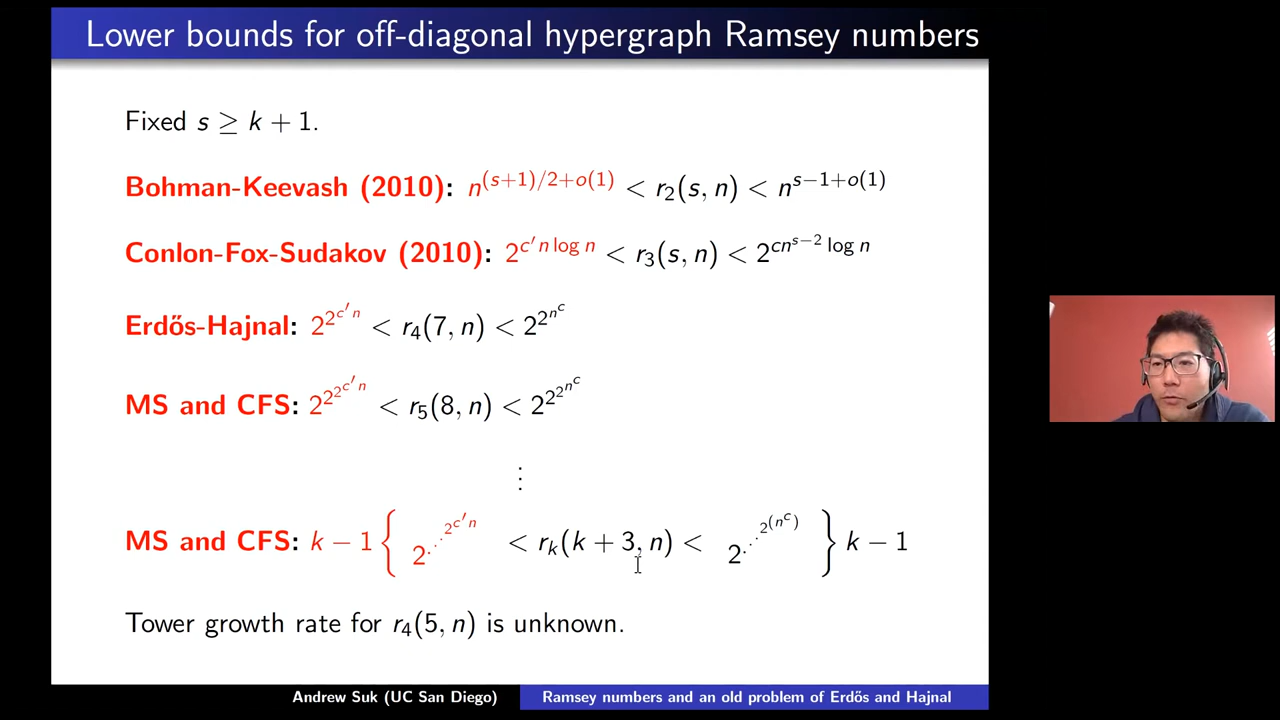 Lower bounds for off-diagonal hypergraph Ramsey numbers
Fixed s ≥ k + 1.
Bohman-Keevash (2010): n^{(s+1)/2+o(1)} < r_2(s, n) < n^{s−1+o(1)}
Conlon-Fox-Sudakov (2010): 2^{c′n log n} < r_3(s, n) < 2^{cn^{s−2} log n}
Erdős-Hajnal: 2^{2^{c′n}} < r_4(7, n) < 2^{2^{n^c}}
MS and CFS: 2^{2^{2^{c′n}}} < r_5(8, n) < 2^{2^{2^{n^c}}}
⋮
MS and CFS: k − 1 { 2^{⋰^{2^{c′n}}} < r_k(k + 3, n) < 2^{⋰^{2^{(n^c)}}} } k − 1
Tower growth rate for r_4(5, n) is unknown.
Andrew Suk (UC San Diego) Ramsey numbers and an old problem of Erdős and Hajnal